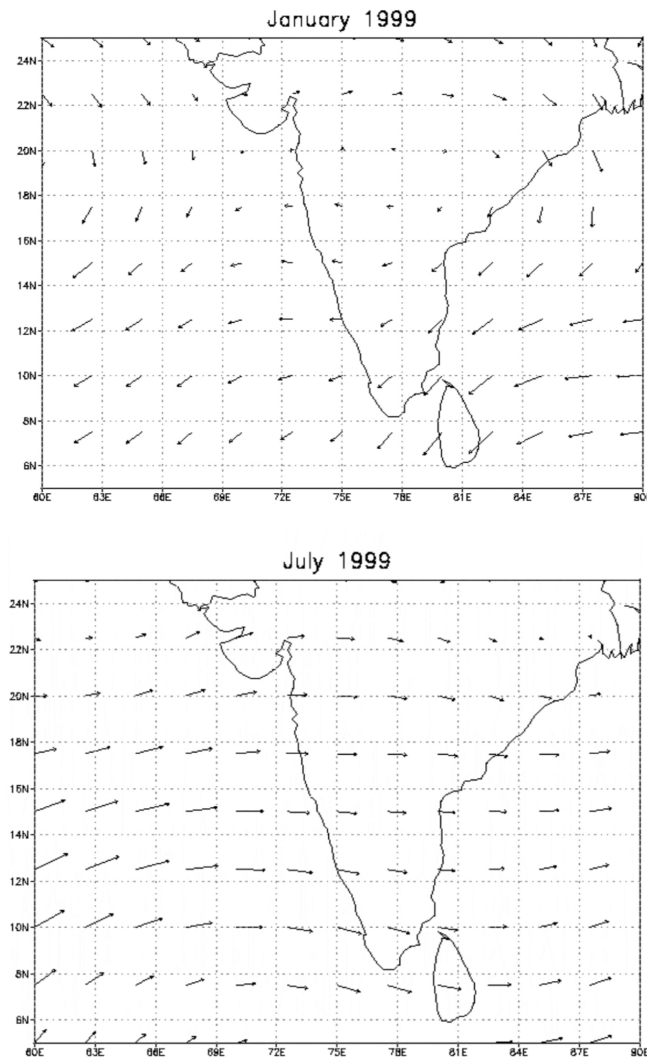 January 1999
24N
22N
20N
18N
16N
14N
12N
10N
8N
6N
60E 63E 66E 69E 72E 75E 78E 81E 84E 87E 90
July 1999
24N
22N
20N
18N
16N
14N
12N
10N
8N
6N
60E 63E 66E 69E 72E 75E 78E 81E 84E 87E 90E